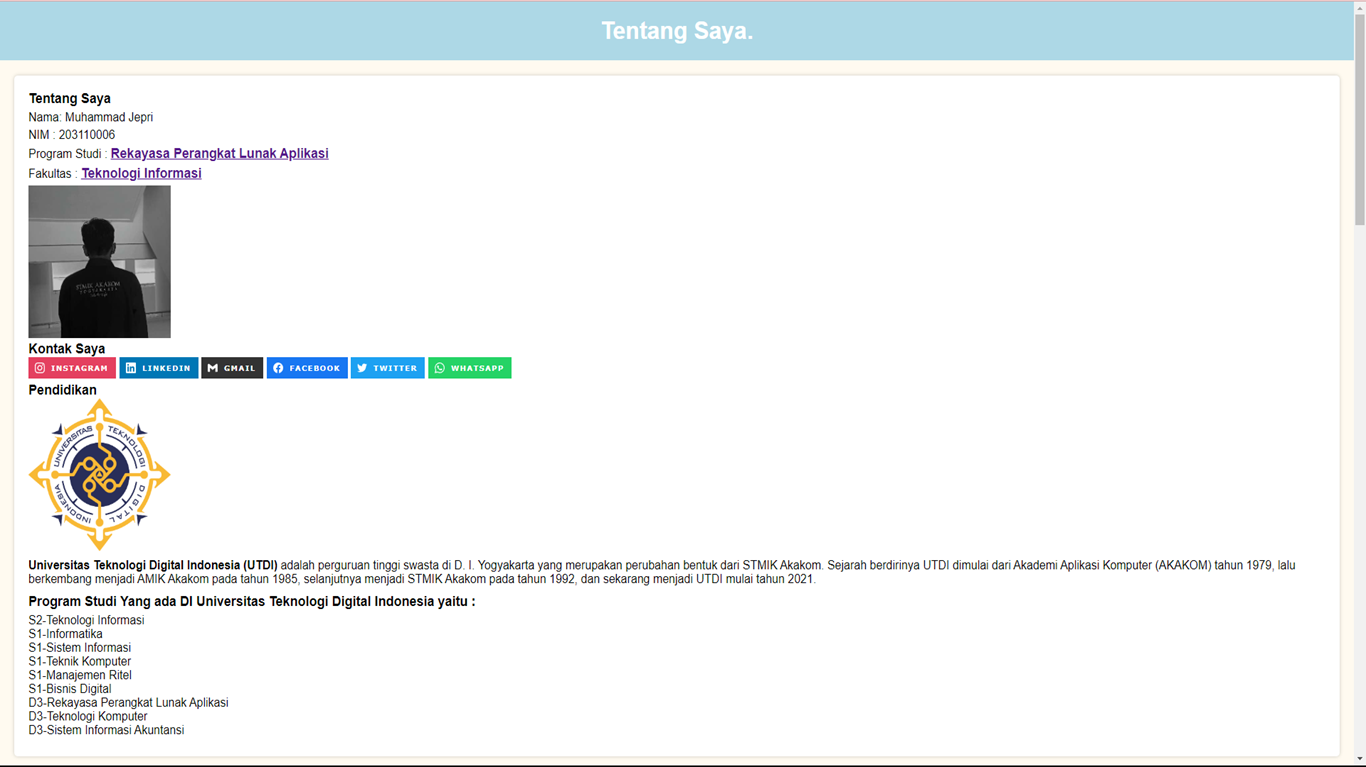 Tentang Saya.
Tentang Saya
Nama: Muhammad Jepri
NIM : 203110006
Program Studi : Rekayasa Perangkat Lunak Aplikasi
Fakultas : Teknologi Informasi
STMIK AKAKOM
YOGYAKARTA
Kontak Saya
INSTAGRAM LINKEDIN GMAIL FACEBOOK TWITTER WHATSAPP
Pendidikan
UNIVERSITAS TEKNOLOGI DIGITAL INDONESIA
Universitas Teknologi Digital Indonesia (UTDI) adalah perguruan tinggi swasta di D. I. Yogyakarta yang merupakan perubahan bentuk dari STMIK Akakom. Sejarah berdirinya UTDI dimulai dari Akademi Aplikasi Komputer (AKAKOM) tahun 1979, lalu
berkembang menjadi AMIK Akakom pada tahun 1985, selanjutnya menjadi STMIK Akakom pada tahun 1992, dan sekarang menjadi UTDI mulai tahun 2021.
Program Studi Yang ada DI Universitas Teknologi Digital Indonesia yaitu :
S2-Teknologi Informasi
S1-Informatika
S1-Sistem Informasi
S1-Teknik Komputer
S1-Manajemen Ritel
S1-Bisnis Digital
D3-Rekayasa Perangkat Lunak Aplikasi
D3-Teknologi Komputer
D3-Sistem Informasi Akuntansi